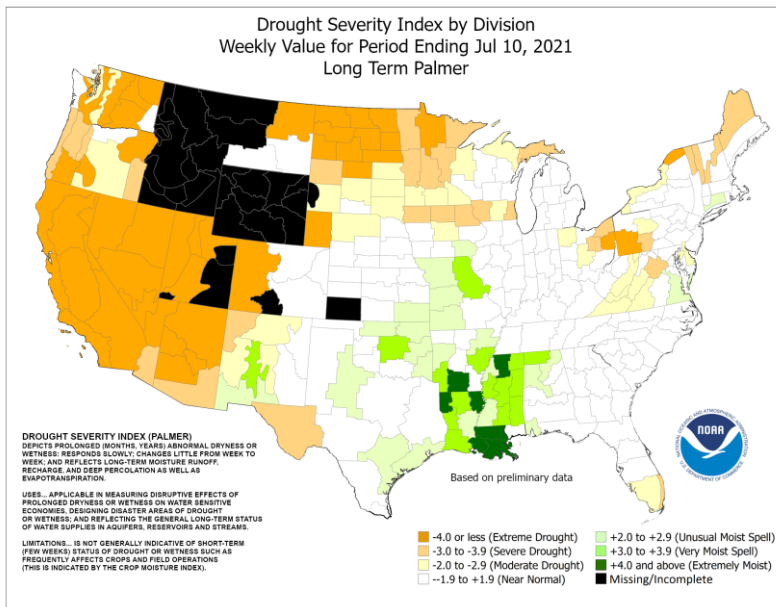 Drought Severity Index by Division
Weekly Value for Period Ending Jul 10, 2021
Long Term Palmer
DROUGHT SEVERITY INDEX (PALMER)
DEPICTS PROLONGED (MONTHS, YEARS) ABNORMAL DRYNESS OR
WETNESS: RESPONDS SLOWLY; CHANGES LITTLE FROM WEEK TO
WEEK; AND REFLECTS LONG-TERM MOISTURE RUNOFF,
RECHARGE, AND DEEP PERCOLATION AS WELL AS
EVAPOTRANSPIRATION.
USES... APPLICABLE IN MEASURING DISRUPTIVE EFFECTS OF
PROLONGED DRYNESS OR WETNESS ON WATER SENSITIVE
ECONOMIES, DESIGNING DISASTER AREAS OF DROUGHT
OR WETNESS; AND REFLECTING THE GENERAL LONG-TERM STATUS
OF WATER SUPPLIES IN AQUIFERS, RESERVOIRS AND STREAMS.
LIMITATIONS... IS NOT GENERALLY INDICATIVE OF SHORT-TERM
(FEW WEEKS) STATUS OF DROUGHT OR WETNESS SUCH AS
FREQUENTLY AFFECTS CROPS AND FIELD OPERATIONS
(THIS IS INDICATED BY THE CROP MOISTURE INDEX).
NATIONAL OCEANIC AND ATMOSPHERIC ADMINISTRATION
NOAA
U.S. DEPARTMENT OF COMMERCE
Based on preliminary data
-4.0 or less (Extreme Drought)
-3.0 to -3.9 (Severe Drought)
-2.0 to -2.9 (Moderate Drought)
--1.9 to +1.9 (Near Normal)
+2.0 to +2.9 (Unusual Moist Spell)
+3.0 to +3.9 (Very Moist Spell)
+4.0 and above (Extremely Moist)
Missing/Incomplete